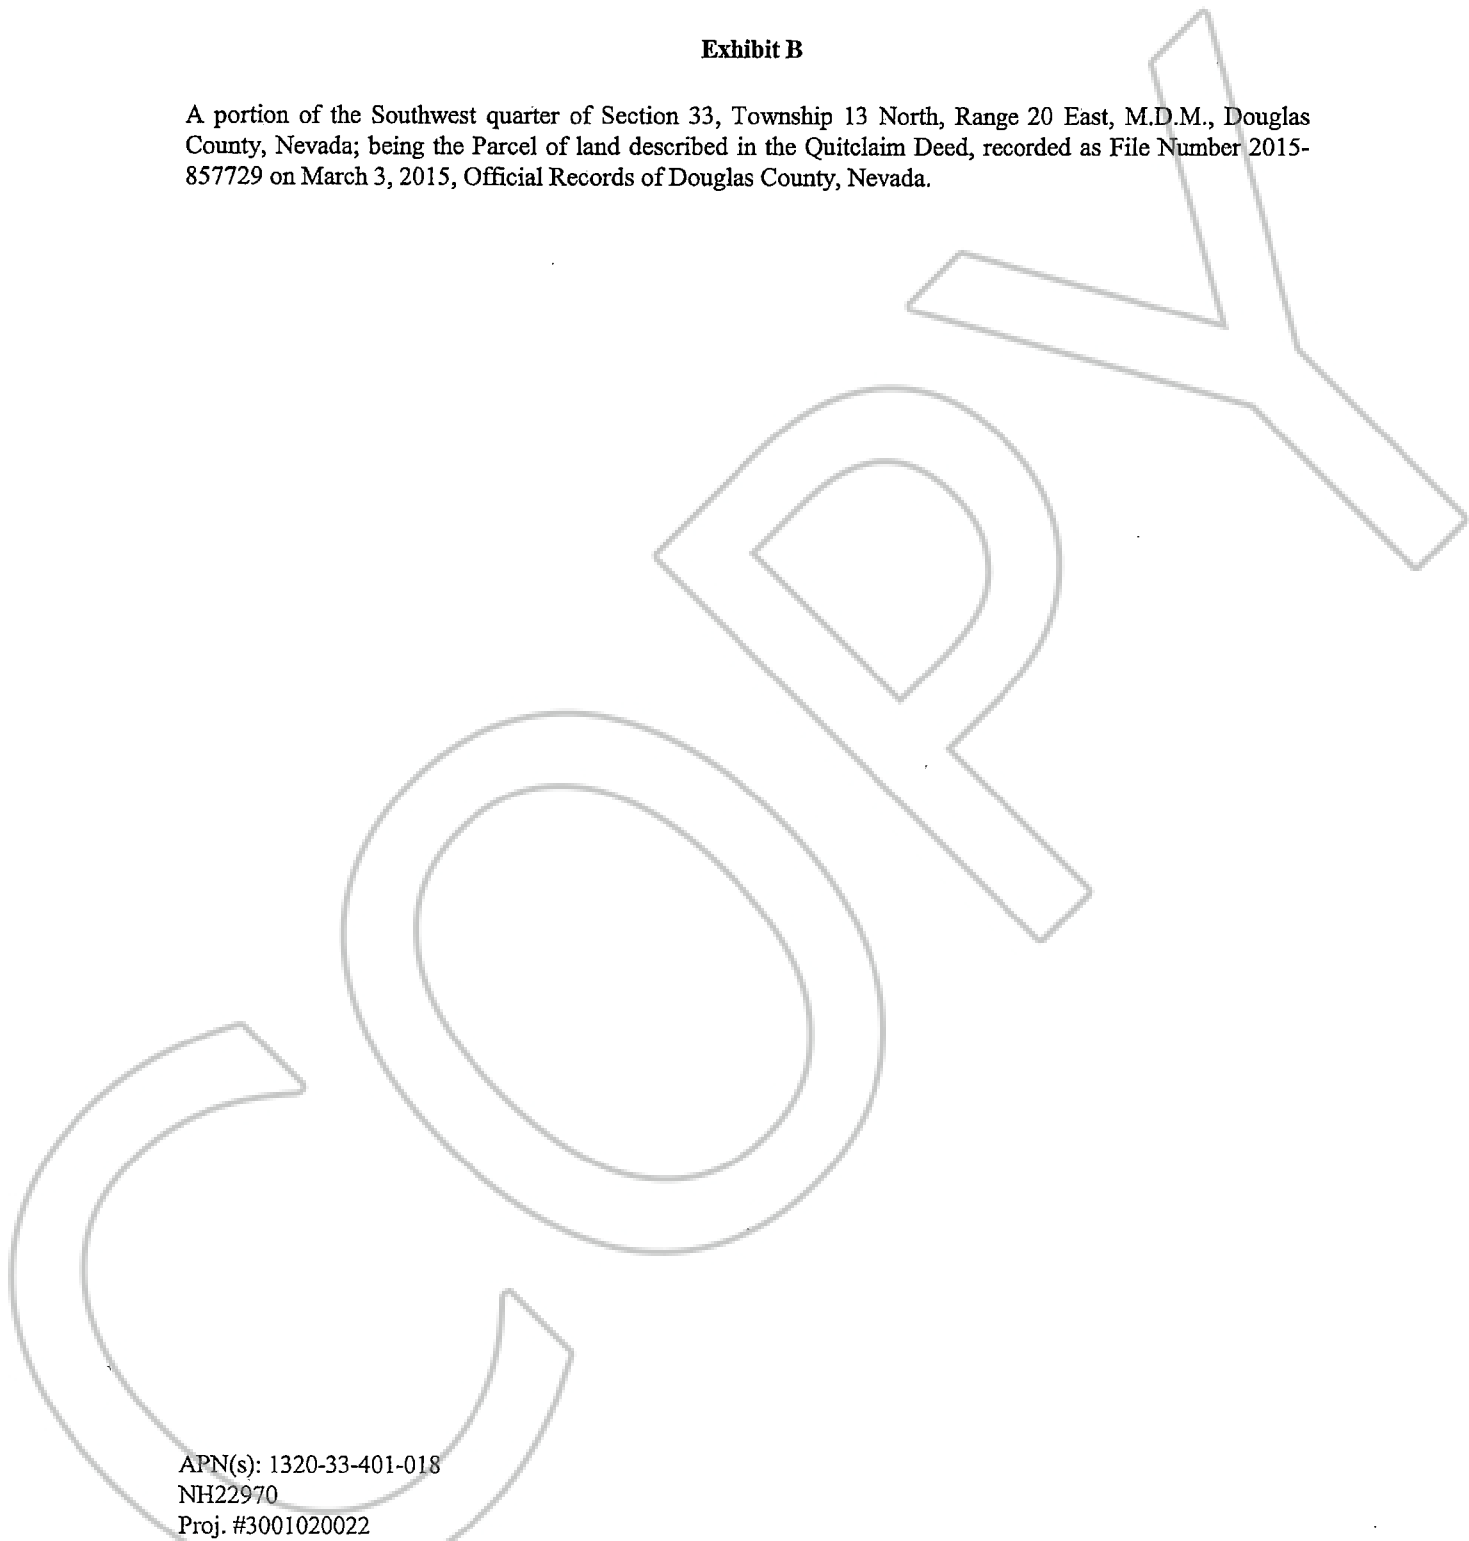 Exhibit B
A portion of the Southwest quarter of Section 33, Township 13 North, Range 20 East, M.D.M., Douglas
County, Nevada; being the Parcel of land described in the Quitclaim Deed, recorded as File Number 2015-
857729 on March 3, 2015, Official Records of Douglas County, Nevada.
COPY
APN(s): 1320-33-401-018
NH22970
Proj. #3001020022